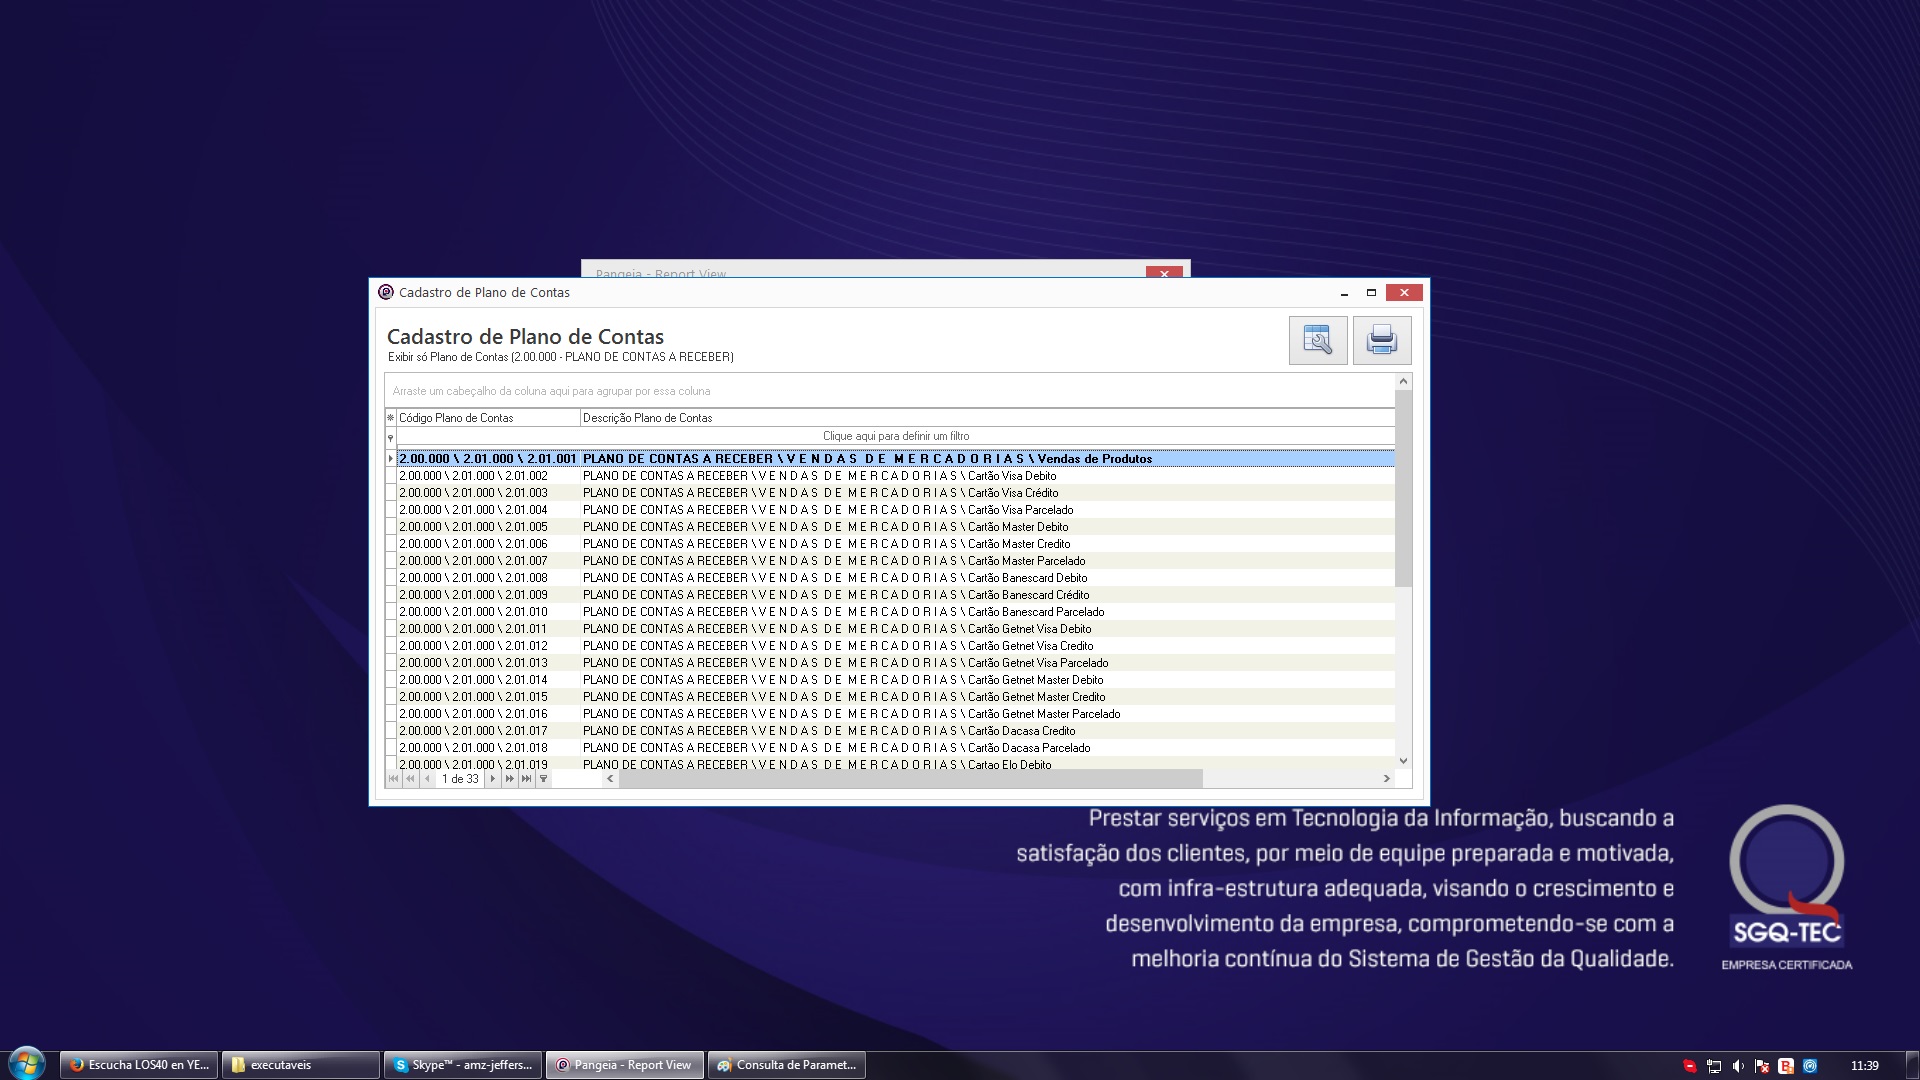 Pangeia - Report View
Cadastro de Plano de Contas
Cadastro de Plano de Contas
Exibir só Plano de Contas (2.00.000 - PLANO DE CONTAS A RECEBER)
Arraste um cabeçalho da coluna aqui para agrupar por essa coluna
Código Plano de Contas Descrição Plano de Contas
Clique aqui para definir um filtro
2.00.000 \ 2.01.000 \ 2.01.001 PLANO DE CONTAS A RECEBER \ V E N D A S  D E  M E R C A D O R I A S \ Vendas de Produtos
2.00.000 \ 2.01.000 \ 2.01.002 PLANO DE CONTAS A RECEBER \ V E N D A S  D E  M E R C A D O R I A S \ Cartão Visa Debito
2.00.000 \ 2.01.000 \ 2.01.003 PLANO DE CONTAS A RECEBER \ V E N D A S  D E  M E R C A D O R I A S \ Cartão Visa Crédito
2.00.000 \ 2.01.000 \ 2.01.004 PLANO DE CONTAS A RECEBER \ V E N D A S  D E  M E R C A D O R I A S \ Cartão Visa Parcelado
2.00.000 \ 2.01.000 \ 2.01.005 PLANO DE CONTAS A RECEBER \ V E N D A S  D E  M E R C A D O R I A S \ Cartão Master Debito
2.00.000 \ 2.01.000 \ 2.01.006 PLANO DE CONTAS A RECEBER \ V E N D A S  D E  M E R C A D O R I A S \ Cartão Master Credito
2.00.000 \ 2.01.000 \ 2.01.007 PLANO DE CONTAS A RECEBER \ V E N D A S  D E  M E R C A D O R I A S \ Cartão Master Parcelado
2.00.000 \ 2.01.000 \ 2.01.008 PLANO DE CONTAS A RECEBER \ V E N D A S  D E  M E R C A D O R I A S \ Cartão Banescard Debito
2.00.000 \ 2.01.000 \ 2.01.009 PLANO DE CONTAS A RECEBER \ V E N D A S  D E  M E R C A D O R I A S \ Cartão Banescard Crédito
2.00.000 \ 2.01.000 \ 2.01.010 PLANO DE CONTAS A RECEBER \ V E N D A S  D E  M E R C A D O R I A S \ Cartão Banescard Parcelado
2.00.000 \ 2.01.000 \ 2.01.011 PLANO DE CONTAS A RECEBER \ V E N D A S  D E  M E R C A D O R I A S \ Cartão Getnet Visa Debito
2.00.000 \ 2.01.000 \ 2.01.012 PLANO DE CONTAS A RECEBER \ V E N D A S  D E  M E R C A D O R I A S \ Cartão Getnet Visa Credito
2.00.000 \ 2.01.000 \ 2.01.013 PLANO DE CONTAS A RECEBER \ V E N D A S  D E  M E R C A D O R I A S \ Cartão Getnet Visa Parcelado
2.00.000 \ 2.01.000 \ 2.01.014 PLANO DE CONTAS A RECEBER \ V E N D A S  D E  M E R C A D O R I A S \ Cartão Getnet Master Debito
2.00.000 \ 2.01.000 \ 2.01.015 PLANO DE CONTAS A RECEBER \ V E N D A S  D E  M E R C A D O R I A S \ Cartão Getnet Master Credito
2.00.000 \ 2.01.000 \ 2.01.016 PLANO DE CONTAS A RECEBER \ V E N D A S  D E  M E R C A D O R I A S \ Cartão Getnet Master Parcelado
2.00.000 \ 2.01.000 \ 2.01.017 PLANO DE CONTAS A RECEBER \ V E N D A S  D E  M E R C A D O R I A S \ Cartão Dacasa Credito
2.00.000 \ 2.01.000 \ 2.01.018 PLANO DE CONTAS A RECEBER \ V E N D A S  D E  M E R C A D O R I A S \ Cartão Dacasa Parcelado
2.00.000 \ 2.01.000 \ 2.01.019 PLANO DE CONTAS A RECEBER \ V E N D A S  D E  M E R C A D O R I A S \ Cartao Elo Debito
1 de 33
Prestar serviços em Tecnologia da Informação, buscando a
satisfação dos clientes, por meio de equipe preparada e motivada,
com infra-estrutura adequada, visando o crescimento e
desenvolvimento da empresa, comprometendo-se com a
melhoria contínua do Sistema de Gestão da Qualidade.
SGQ-TEC
EMPRESA CERTIFICADA
Escucha LOS40 en YE... executaveis Skype™ - amz-jeffers... Pangeia - Report View Consulta de Paramet... 11:39